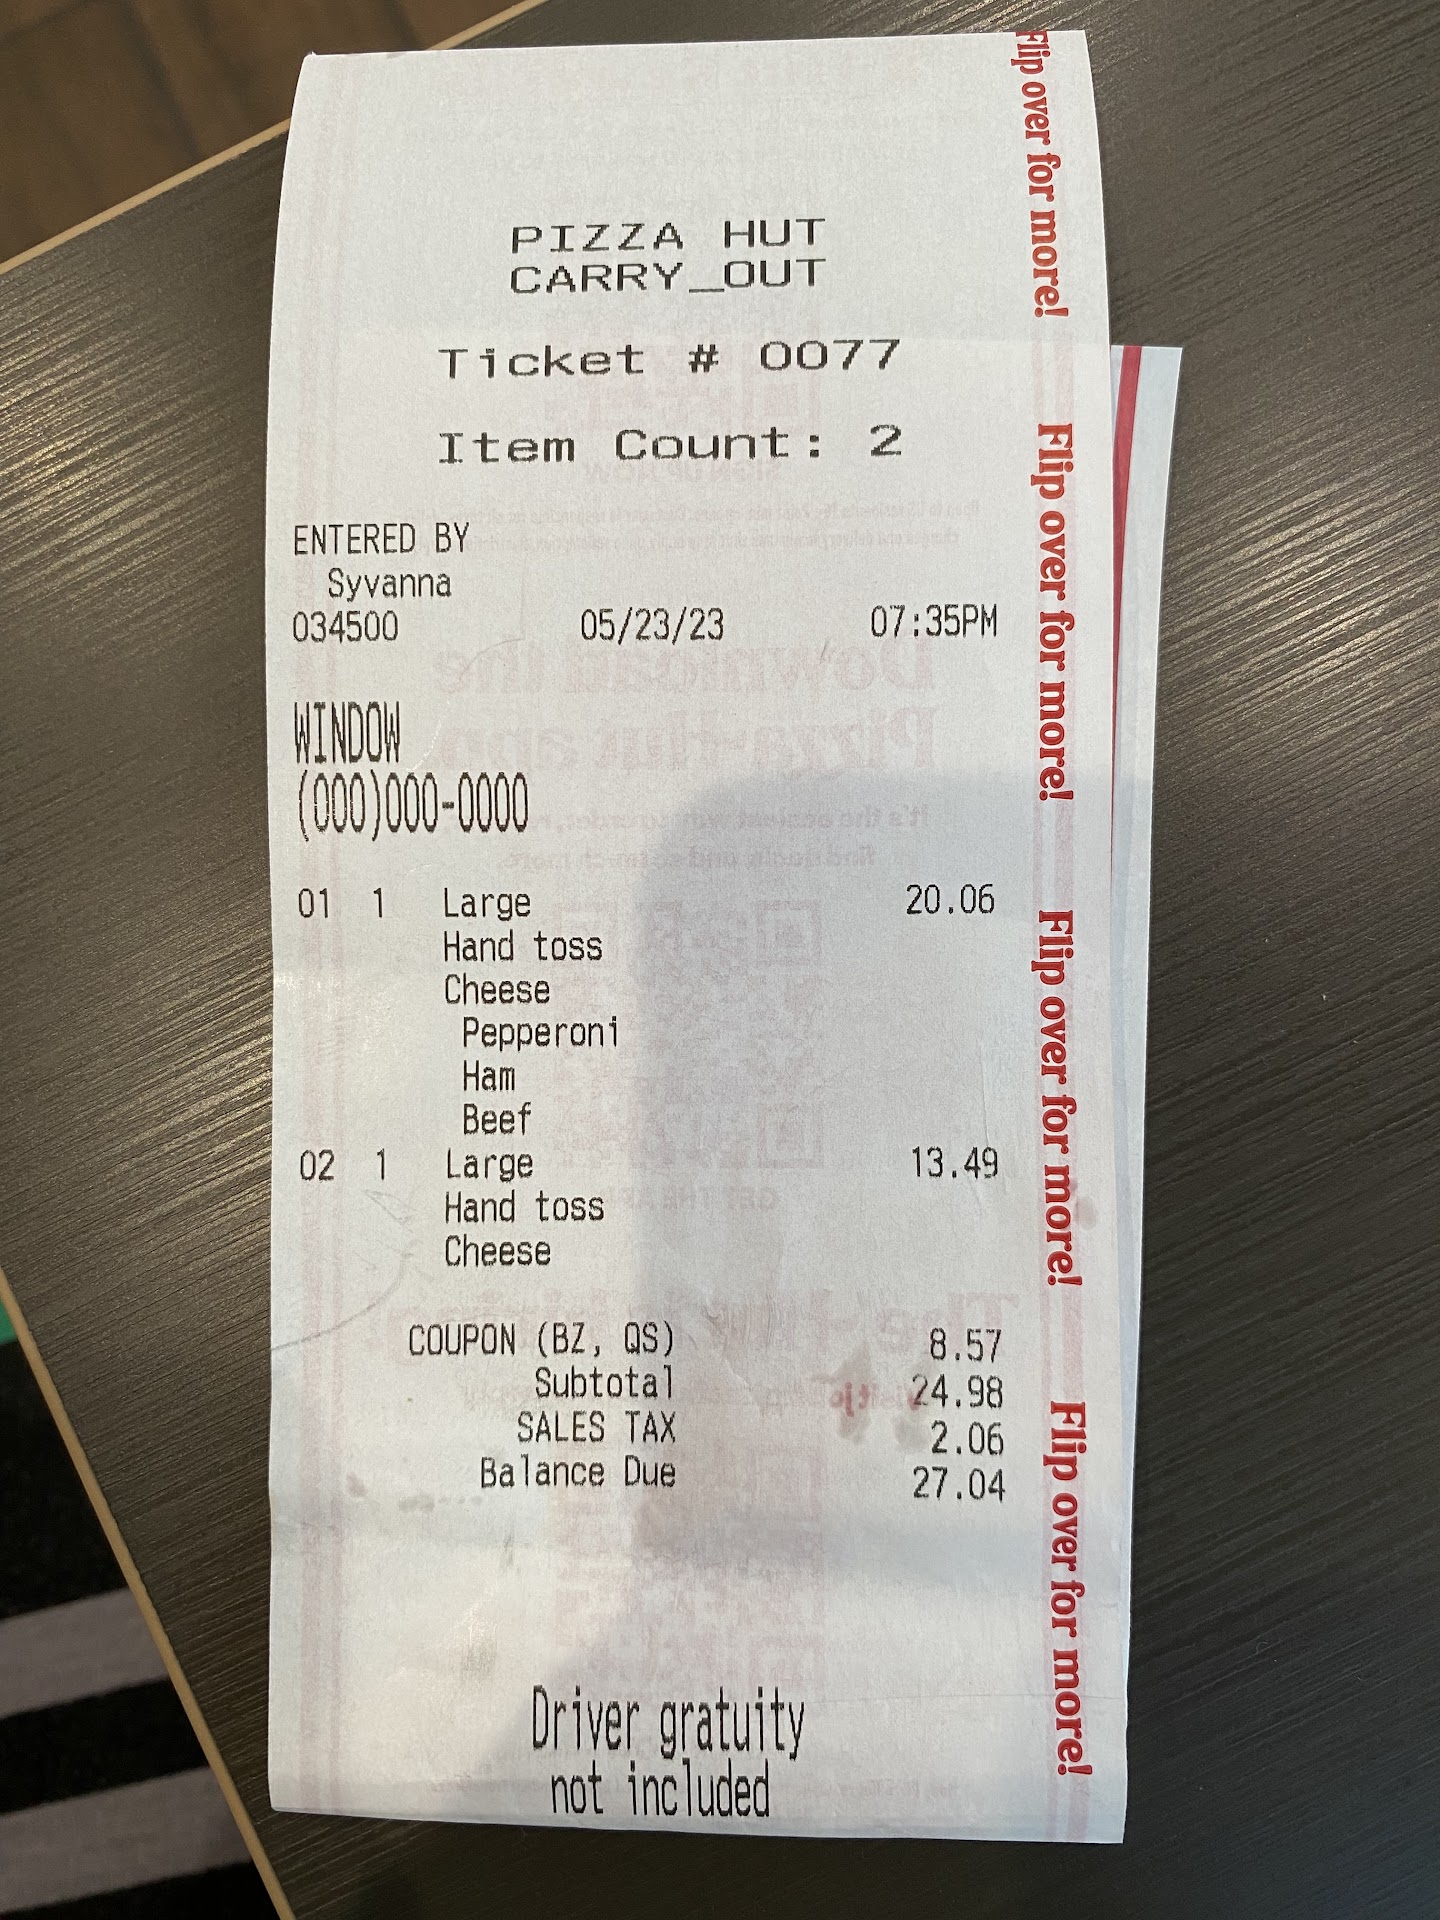 PIZZA HUT
CARRY_OUT
Ticket # 0077
Item Count: 2
ENTERED BY
Syvanna
034500 05/23/23 07:35PM
WINDOW
(000)000-0000
01 1 Large 20.06
Hand toss
Cheese
Pepperoni
Ham
Beef
02 1 Large 13.49
Hand toss
Cheese
COUPON (BZ, QS) 8.57
Subtotal 24.98
SALES TAX 2.06
Balance Due 27.04
Driver gratuity
not included
Flip over for more!
Flip over for more!
Flip over for more!
Flip over for more!